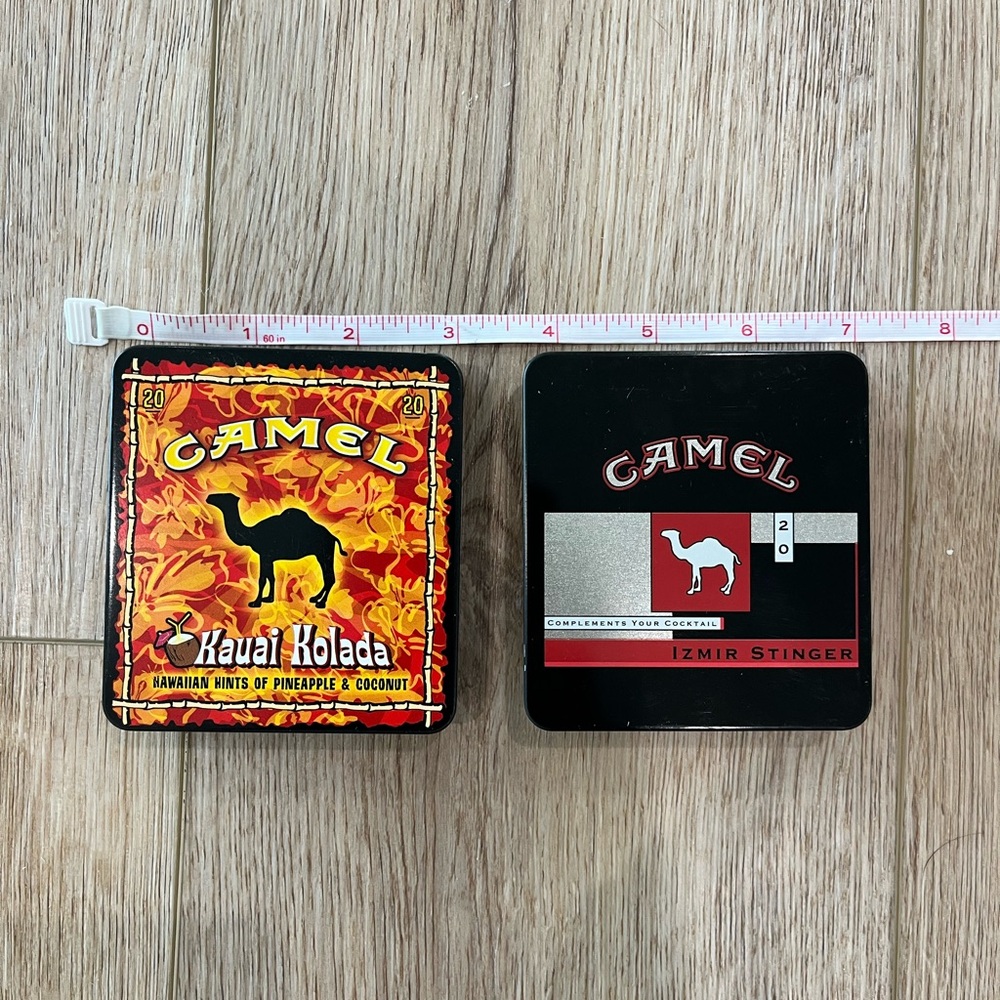 0 1 60 in 2 3 4 5 6 7 8
20 20
CAMEL
Kauai Kolada
HAWAIIAN HINTS OF PINEAPPLE & COCONUT
CAMEL
20
COMPLEMENTS YOUR COCKTAIL
IZMIR STINGER